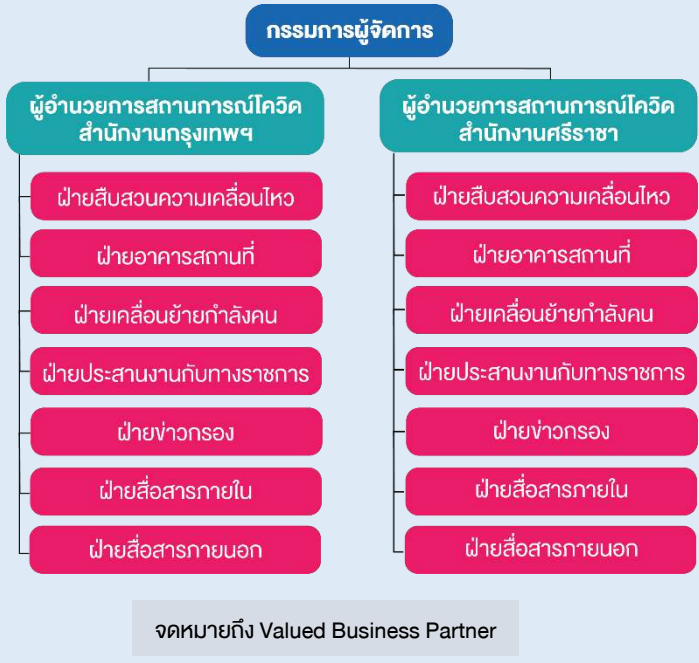 กรรมการผู้จัดการ
ผู้อำนวยการสถานการณ์โควิด
สำนักงานกรุงเทพฯ
ฝ่ายสืบสวนความเคลื่อนไหว
ฝ่ายอาคารสถานที่
ฝ่ายเคลื่อนย้ายกำลังคน
ฝ่ายประสานงานกับทางราชการ
ฝ่ายข่าวกรอง
ฝ่ายสื่อสารภายใน
ฝ่ายสื่อสารภายนอก
ผู้อำนวยการสถานการณ์โควิด
สำนักงานศรีราชา
ฝ่ายสืบสวนความเคลื่อนไหว
ฝ่ายอาคารสถานที่
ฝ่ายเคลื่อนย้ายกำลังคน
ฝ่ายประสานงานกับทางราชการ
ฝ่ายข่าวกรอง
ฝ่ายสื่อสารภายใน
ฝ่ายสื่อสารภายนอก
จดหมายถึง Valued Business Partner